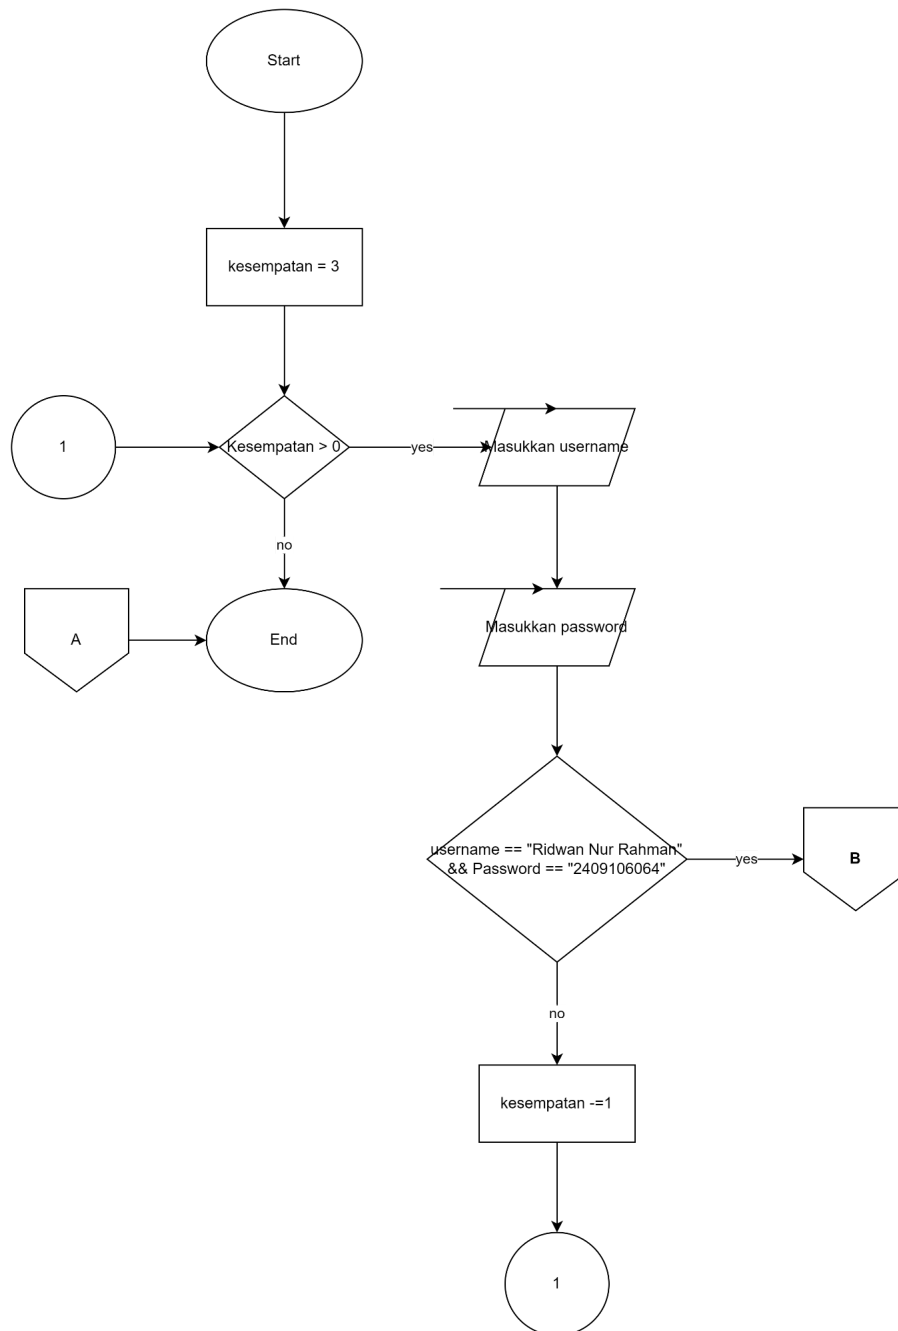 Start
kesempatan = 3
1
Kesempatan > 0
yes
Masukkan username
no
A
End
Masukkan password
username == "Ridwan Nur Rahman"
&& Password == "2409106064"
yes
B
no
kesempatan -=1
1